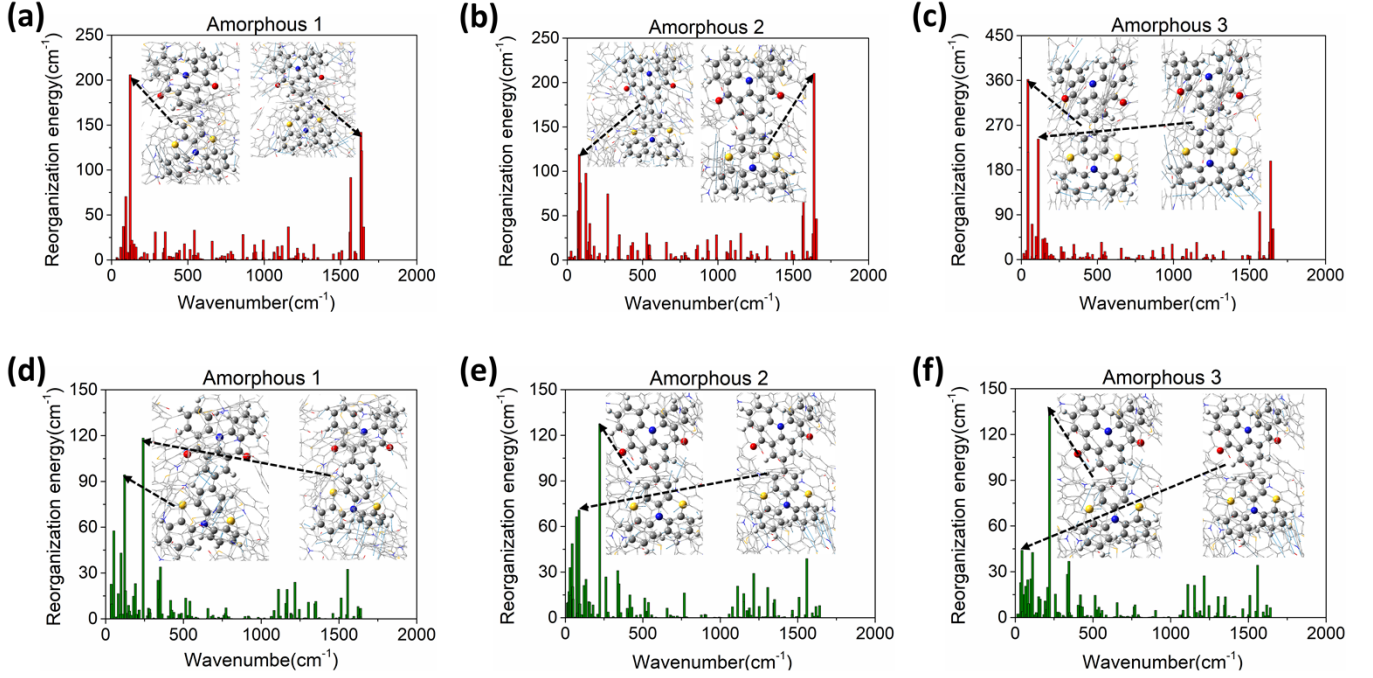 (a)
Amorphous 1
250
200
150
100
50
0
0 500 1000 1500 2000
Reorganization energy(cm⁻¹)
Wavenumber(cm⁻¹)
(b)
Amorphous 2
250
200
150
100
50
0
0 500 1000 1500 2000
Reorganization energy(cm⁻¹)
Wavenumber(cm⁻¹)
(c)
Amorphous 3
450
360
270
180
90
0
0 500 1000 1500 2000
Reorganization energy(cm⁻¹)
Wavenumber(cm⁻¹)
(d)
Amorphous 1
150
120
90
60
30
0
0 500 1000 1500 2000
Reorganization energy(cm⁻¹)
Wavenumbe(cm⁻¹)
(e)
Amorphous 2
150
120
90
60
30
0
0 500 1000 1500 2000
Reorganization energy(cm⁻¹)
Wavenumber(cm⁻¹)
(f)
Amorphous 3
150
120
90
60
30
0
0 500 1000 1500 2000
Reorganization energy(cm⁻¹)
Wavenumber(cm⁻¹)